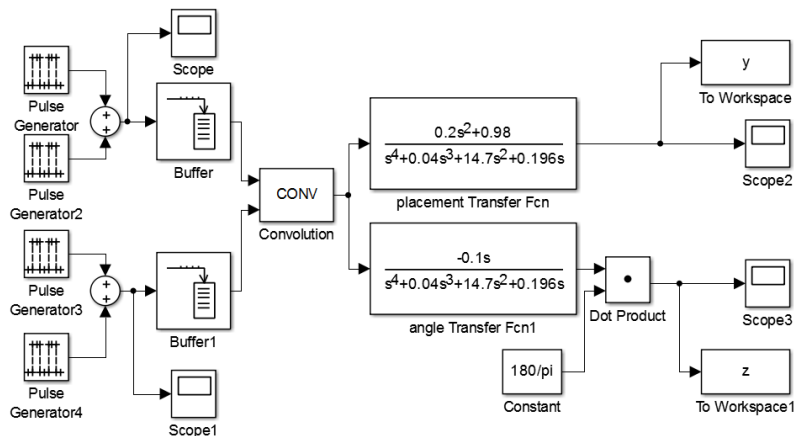 Scope
Pulse
Generator
+
+
Pulse
Generator2
Buffer
CONV
Convolution
0.2s²+0.98
s⁴+0.04s³+14.7s²+0.196s
placement Transfer Fcn
y
To Workspace
Scope2
Pulse
Generator3
+
+
Pulse
Generator4
Buffer1
Scope1
-0.1s
s⁴+0.04s³+14.7s²+0.196s
angle Transfer Fcn1
Dot Product
180/pi
Constant
Scope3
z
To Workspace1